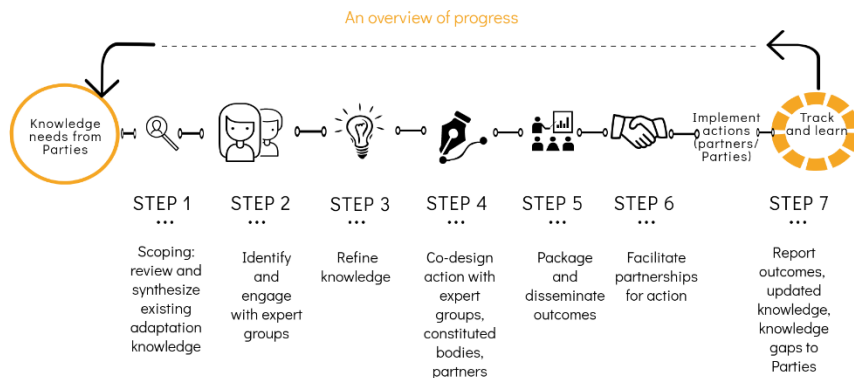 An overview of progress
Knowledge
needs from
Parties
Implement
actions
(partners/
Parties)
Track
and learn
STEP 1
...
Scoping:
review and
synthesize
existing
adaptation
knowledge
STEP 2
...
Identify
and
engage
with expert
groups
STEP 3
...
Refine
knowledge
STEP 4
...
Co-design
action with
expert
groups,
constituted
bodies,
partners
STEP 5
...
Package
and
disseminate
outcomes
STEP 6
...
Facilitate
partnerships
for action
STEP 7
...
Report
outcomes,
updated
knowledge,
knowledge
gaps to
Parties